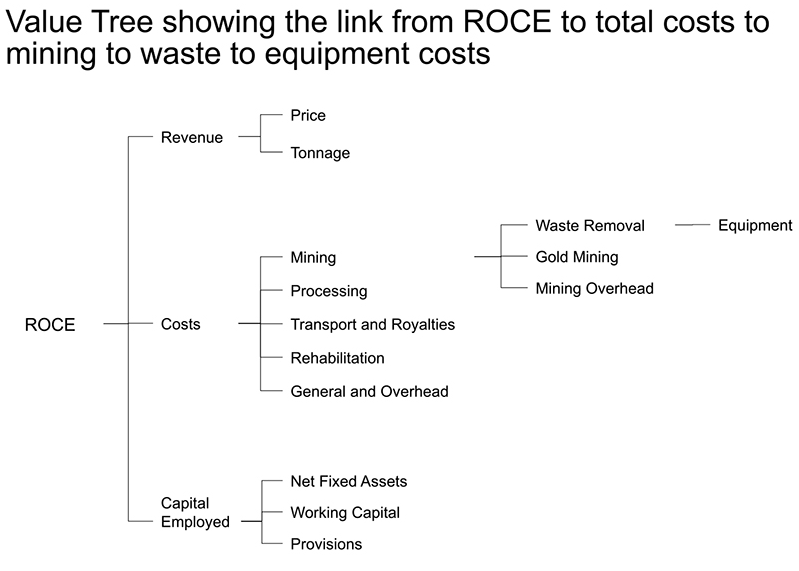 Value Tree showing the link from ROCE to total costs to
mining to waste to equipment costs
Price
Revenue
Tonnage
Waste Removal
Equipment
Mining
Gold Mining
Processing
Mining Overhead
ROCE
Costs
Transport and Royalties
Rehabilitation
General and Overhead
Capital
Employed
Net Fixed Assets
Working Capital
Provisions